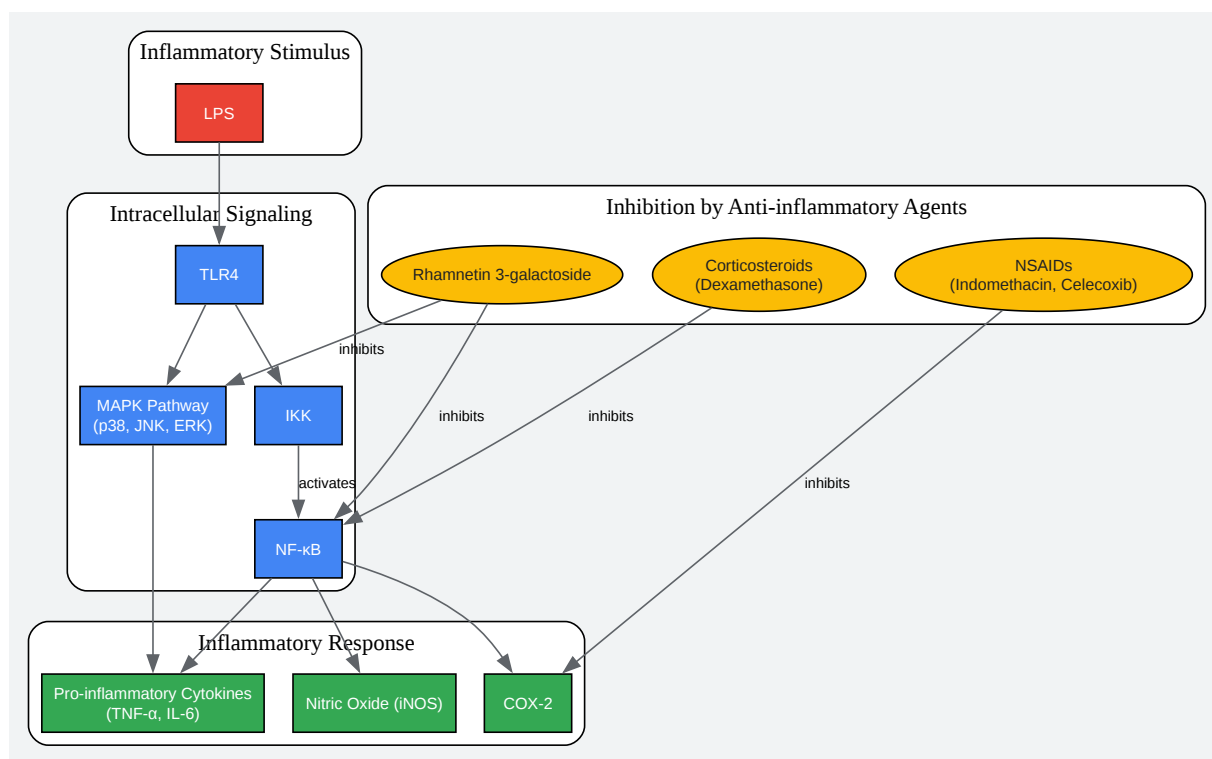 Inflammatory Stimulus
LPS
Intracellular Signaling
Inhibition by Anti-inflammatory Agents
TLR4
Rhamnetin 3-galactoside
Corticosteroids
(Dexamethasone)
NSAIDs
(Indomethacin, Celecoxib)
inhibits
MAPK Pathway
(p38, JNK, ERK)
IKK
inhibits
inhibits
activates
inhibits
NF-κB
Inflammatory Response
Pro-inflammatory Cytokines
(TNF-α, IL-6)
Nitric Oxide (iNOS)
COX-2